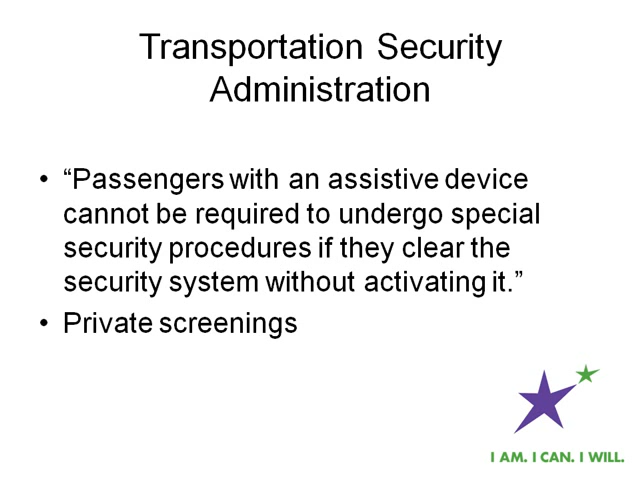 Transportation Security
Administration
• “Passengers with an assistive device
cannot be required to undergo special
security procedures if they clear the
security system without activating it.”
• Private screenings
I AM. I CAN. I WILL.